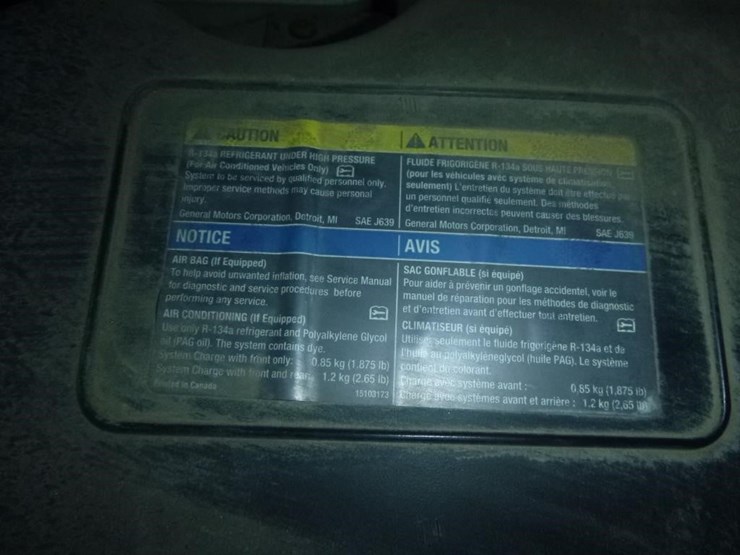 CAUTION
R-134a REFRIGERANT UNDER HIGH PRESSURE
(For Air Conditioned Vehicles Only)
System to be serviced by qualified personnel only.
Improper service methods may cause personal
injury.
General Motors Corporation, Detroit, MI SAE J639
ATTENTION
FLUIDE FRIGORIGÈNE R-134a SOUS HAUTE PRESSION
(pour les véhicules avec système de climatisation
seulement) L'entretien du système doit être effectué par
un personnel qualifié seulement. Des méthodes
d'entretien incorrectes peuvent causer des blessures.
General Motors Corporation, Detroit, MI SAE J639
NOTICE
AIR BAG (If Equipped)
To help avoid unwanted inflation, see Service Manual
for diagnostic and service procedures before
performing any service.
AIR CONDITIONING (If Equipped)
Use only R-134a refrigerant and Polyalkylene Glycol
oil (PAG oil). The system contains dye.
System Charge with front only: 0.85 kg (1.875 lb)
System Charge with front and rear: 1.2 kg (2.65 lb)
Printed in Canada 15103173
AVIS
SAC GONFLABLE (si équipé)
Pour aider à prévenir un gonflage accidentel, voir le
manuel de réparation pour les méthodes de diagnostic
et d'entretien avant d'effectuer tout entretien.
CLIMATISEUR (si équipé)
Utiliser seulement le fluide frigorigène R-134a et de
l'huile au polyalkylèneglycol (huile PAG). Le système
contient du colorant.
Charge avec système avant : 0,85 kg (1,875 lb)
Charge avec systèmes avant et arrière : 1,2 kg (2,65 lb)